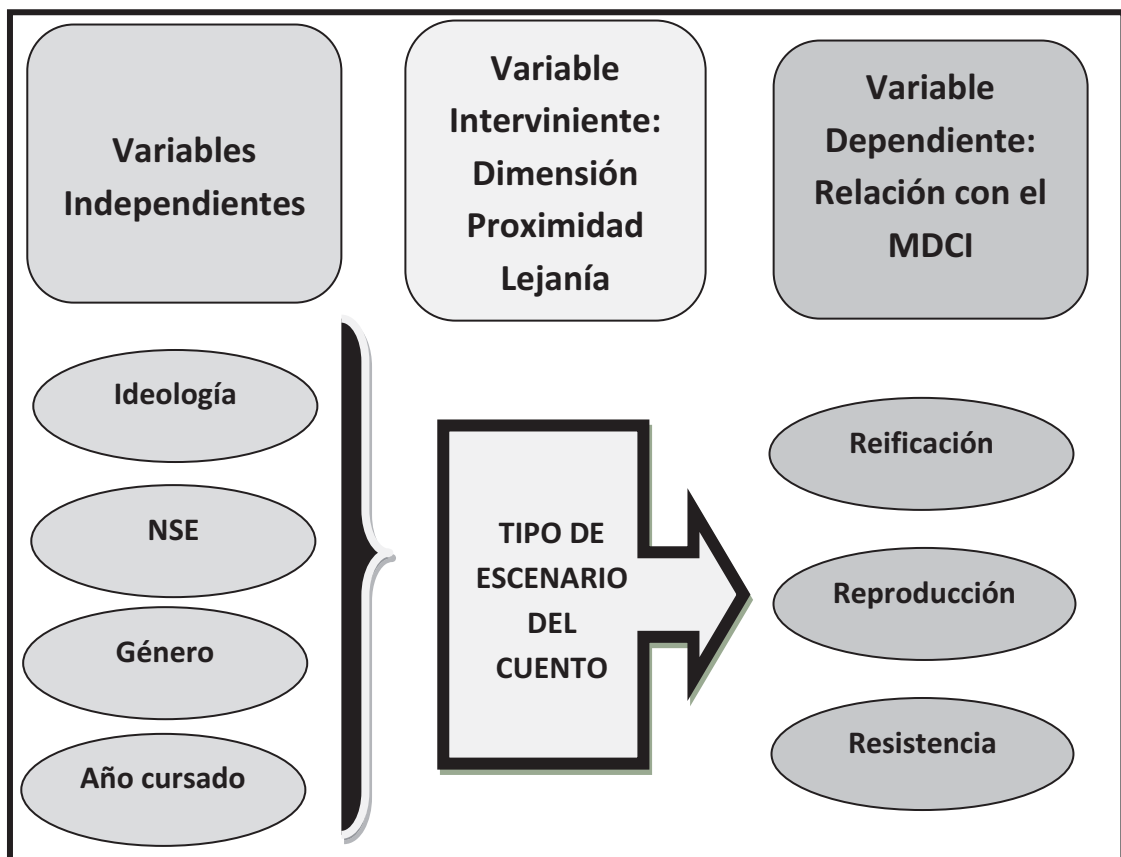 Variables
Independientes
Variable
Interviniente:
Dimensión
Proximidad
Lejanía
Variable
Dependiente:
Relación con el
MDCI
Ideología
NSE
Género
Año cursado
TIPO DE
ESCENARIO
DEL
CUENTO
Reificación
Reproducción
Resistencia